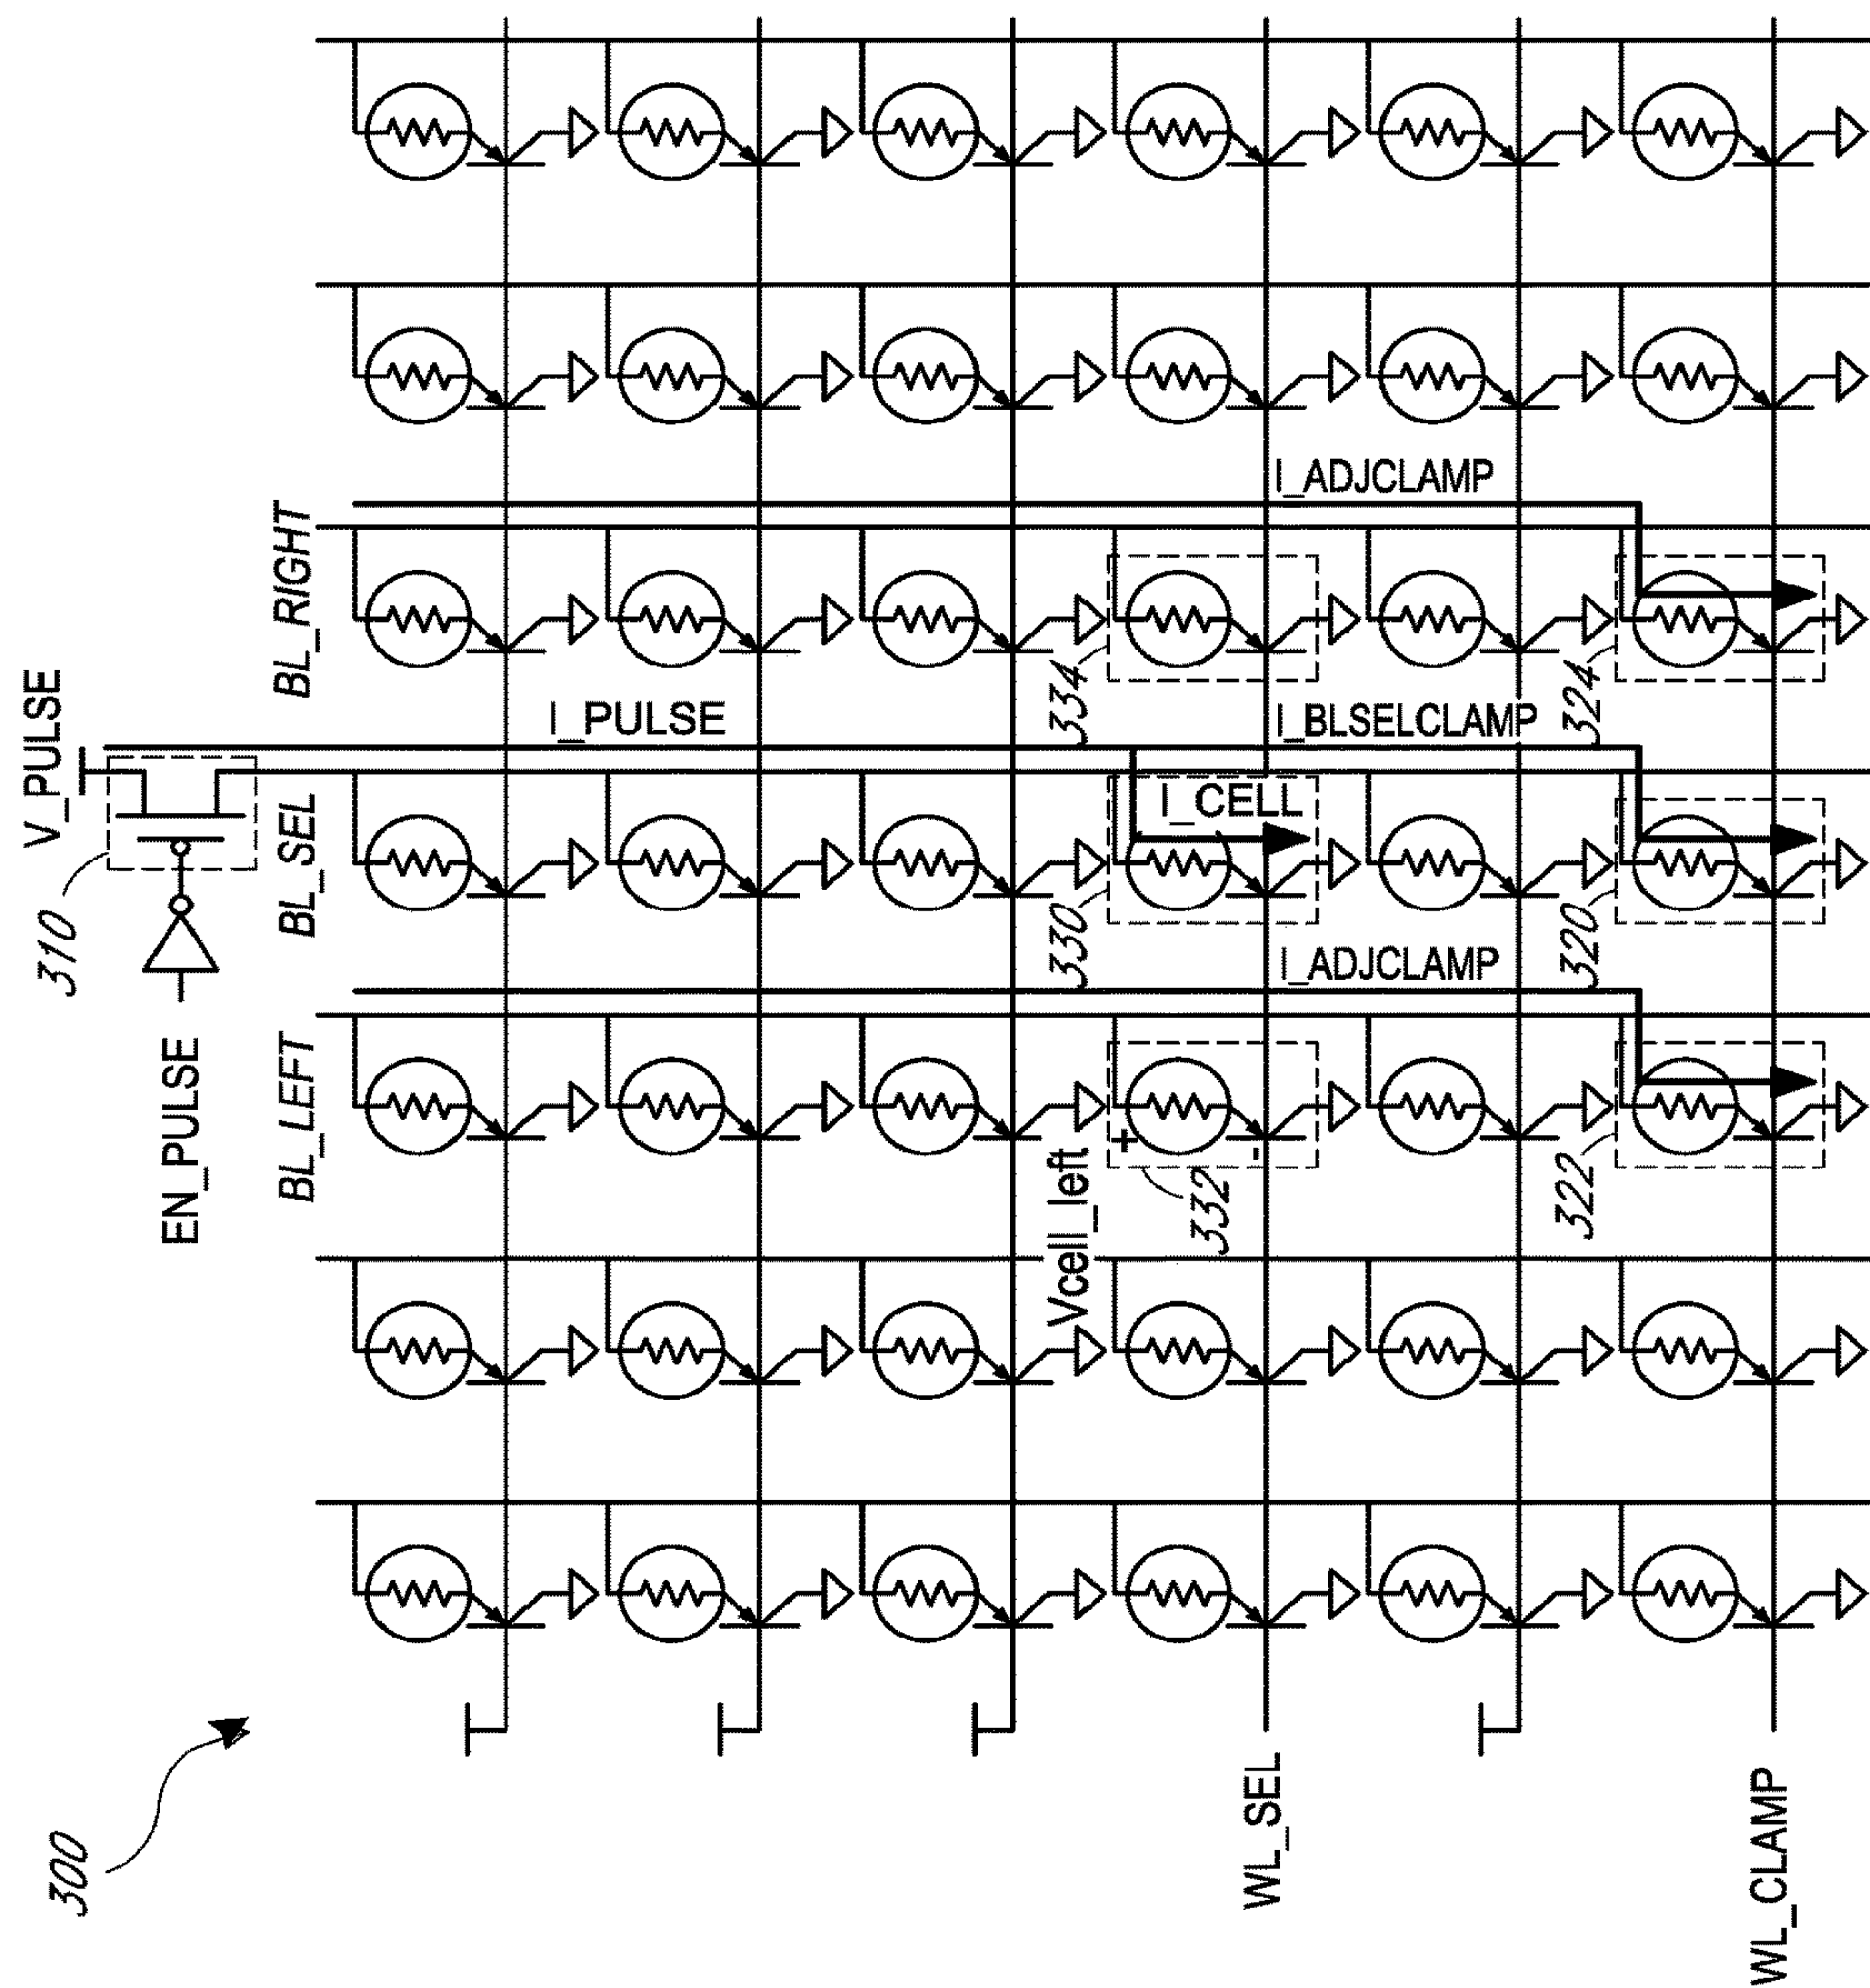 300
V_PULSE
310
EN_PULSE
BL_LEFT
BL_SEL
BL_RIGHT
I_PULSE
Vcell_left
+
-
332
330
I_CELL
334
I_ADJCLAMP
I_BLSELCLAMP
I_ADJCLAMP
322
320
324
WL_SEL
WL_CLAMP